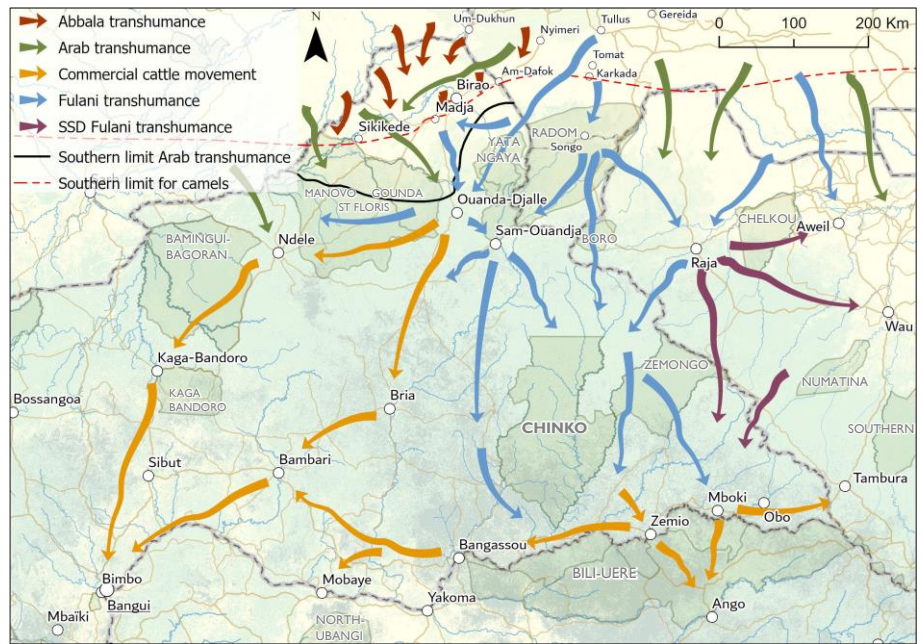 Abbala transhumance
Arab transhumance
Commercial cattle movement
Fulani transhumance
SSD Fulani transhumance
Southern limit Arab transhumance
Southern limit for camels
N
0 100 200 Km
Um-Dukhun
Nyimeri
Tullus
Gereida
Tomat
Karkada
Am-Dafok
Birao
Madja
Sikikede
YATA
NGAYA
RADOM
Songo
MANOVO GOUNDA
ST FLORIS
Ouanda-Djalle
Sam-Ouandja
BORO
CHELKOU
Aweil
Raja
Wau
BAMINGUI-
BAGORAN
Ndele
Kaga-Bandoro
KAGA
BANDORO
Bossangoa
Bria
ZEMONGO
NUMATINA
CHINKO
SOUTHERN
Sibut
Bambari
Tambura
Mboki
Obo
Zemio
Bangassou
BILI-UERE
Bimbo
Bangui
Mbaïki
Mobaye
Yakoma
NORTH-
UBANGI
Ango